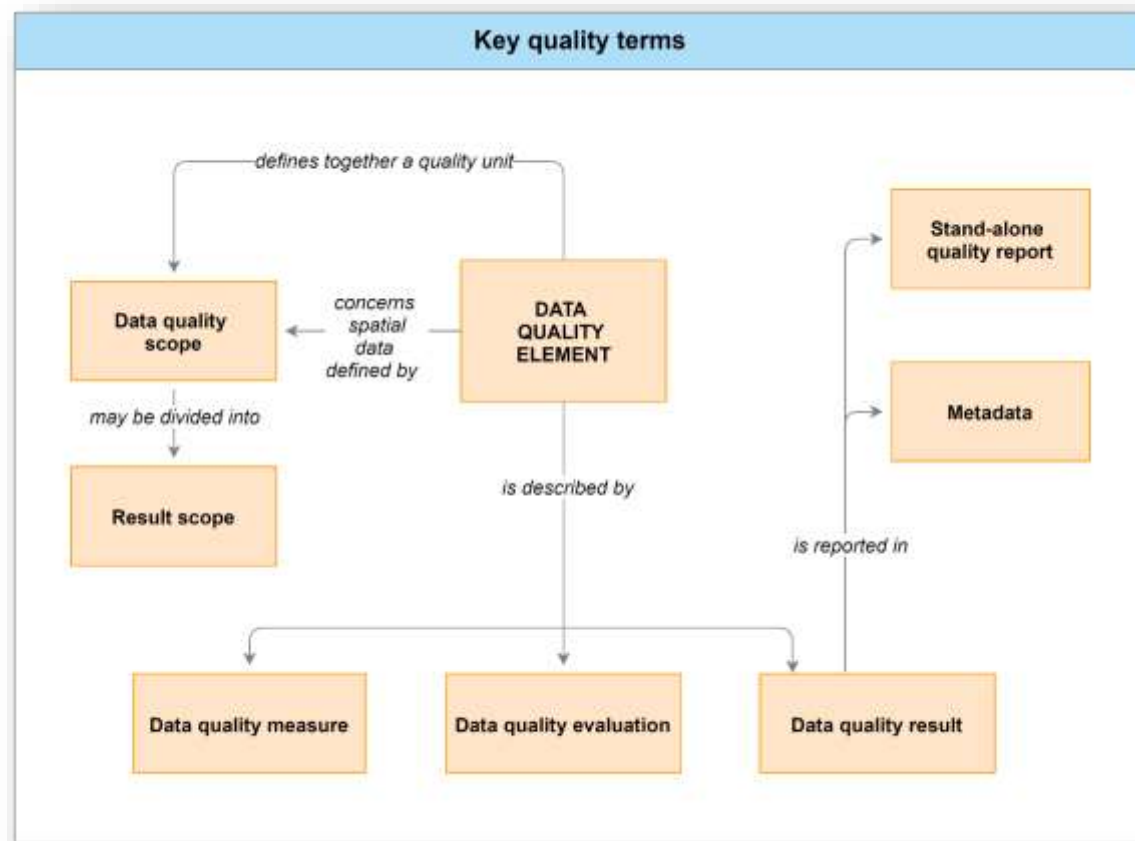 Key quality terms
defines together a quality unit
Stand-alone
quality report
Data quality
scope
concerns
spatial
data
defined by
DATA
QUALITY
ELEMENT
Metadata
may be divided into
Result scope
is described by
is reported in
Data quality measure
Data quality evaluation
Data quality result